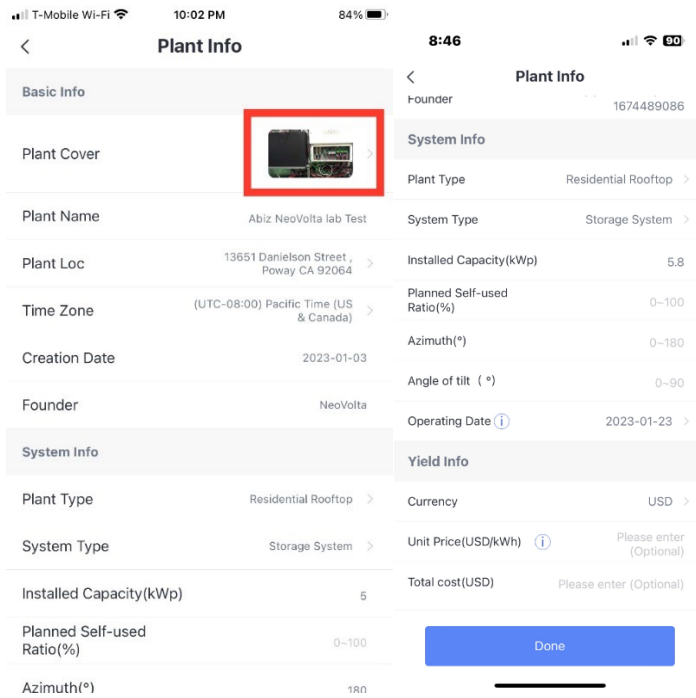 T-Mobile Wi-Fi 10:02 PM 84%
Plant Info
Basic Info
Plant Cover
Plant Name Abiz NeoVolta lab Test
Plant Loc 13651 Danielson Street ,
Poway CA 92064
Time Zone (UTC-08:00) Pacific Time (US
& Canada)
Creation Date 2023-01-03
Founder NeoVolta
System Info
Plant Type Residential Rooftop
System Type Storage System
Installed Capacity(kWp) 5
Planned Self-used
Ratio(%) 0~100
Azimuth(°) 180
8:46 90
Plant Info
Founder
1674489086
System Info
Plant Type Residential Rooftop
System Type Storage System
Installed Capacity(kWp) 5.8
Planned Self-used
Ratio(%) 0~100
Azimuth(°) 0~180
Angle of tilt ( °) 0~90
Operating Date i 2023-01-23
Yield Info
Currency USD
Unit Price(USD/kWh) i Please enter
(Optional)
Total cost(USD) Please enter (Optional)
Done